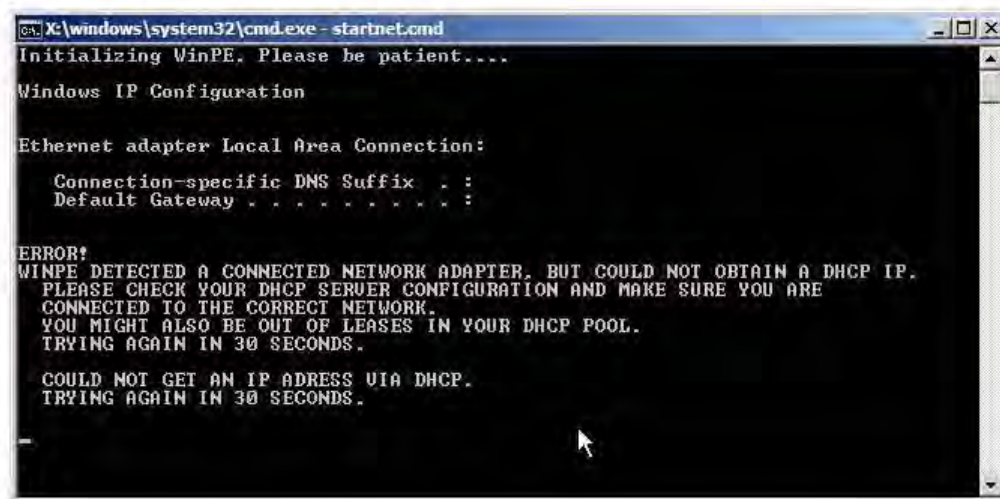 X:\windows\system32\cmd.exe - startnet.cmd
Initializing WinPE. Please be patient....
Windows IP Configuration
Ethernet adapter Local Area Connection:
Connection-specific DNS Suffix  . :
Default Gateway . . . . . . . . . :
ERROR!
WINPE DETECTED A CONNECTED NETWORK ADAPTER, BUT COULD NOT OBTAIN A DHCP IP.
PLEASE CHECK YOUR DHCP SERVER CONFIGURATION AND MAKE SURE YOU ARE
CONNECTED TO THE CORRECT NETWORK.
YOU MIGHT ALSO BE OUT OF LEASES IN YOUR DHCP POOL.
TRYING AGAIN IN 30 SECONDS.
COULD NOT GET AN IP ADRESS VIA DHCP.
TRYING AGAIN IN 30 SECONDS.